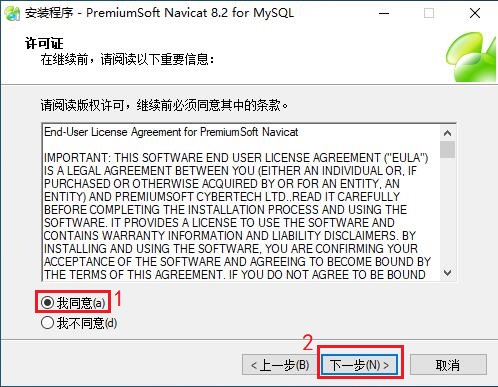 安装程序 - PremiumSoft Navicat 8.2 for MySQL
许可证
在继续前，请阅读以下重要信息：
请阅读版权许可，继续前必须同意其中的条款。
End-User License Agreement for PremiumSoft Navicat
IMPORTANT: THIS SOFTWARE END USER LICENSE AGREEMENT ("EULA")
IS A LEGAL AGREEMENT BETWEEN YOU (EITHER AN INDIVIDUAL OR, IF
PURCHASED OR OTHERWISE ACQUIRED BY OR FOR AN ENTITY, AN
ENTITY) AND PREMIUMSOFT CYBERTECH LTD..READ IT CAREFULLY
BEFORE COMPLETING THE INSTALLATION PROCESS AND USING THE
SOFTWARE. IT PROVIDES A LICENSE TO USE THE SOFTWARE AND
CONTAINS WARRANTY INFORMATION AND LIABILITY DISCLAIMERS. BY
INSTALLING AND USING THE SOFTWARE, YOU ARE CONFIRMING YOUR
ACCEPTANCE OF THE SOFTWARE AND AGREEING TO BECOME BOUND BY
THE TERMS OF THIS AGREEMENT. IF YOU DO NOT AGREE TO BE BOUND
我同意(a) 1
我不同意(d)
2
< 上一步(B) 下一步(N) > 取消